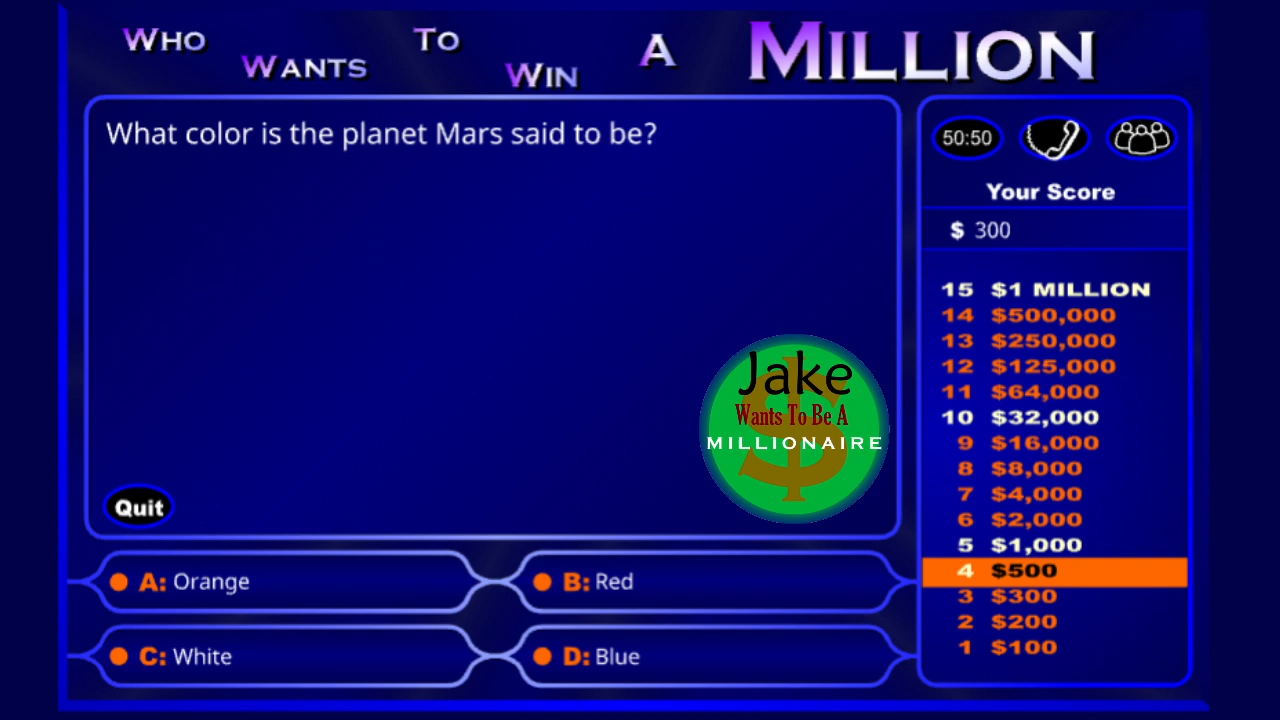 Who Wants To Win A Million
What color is the planet Mars said to be?
50:50
Your Score
$ 300
15 $1 MILLION
14 $500,000
13 $250,000
12 $125,000
11 $64,000
10 $32,000
9 $16,000
8 $8,000
7 $4,000
6 $2,000
5 $1,000
4 $500
3 $300
2 $200
1 $100
Jake
Wants To Be A
MILLIONAIRE
$
Quit
A: Orange
B: Red
C: White
D: Blue